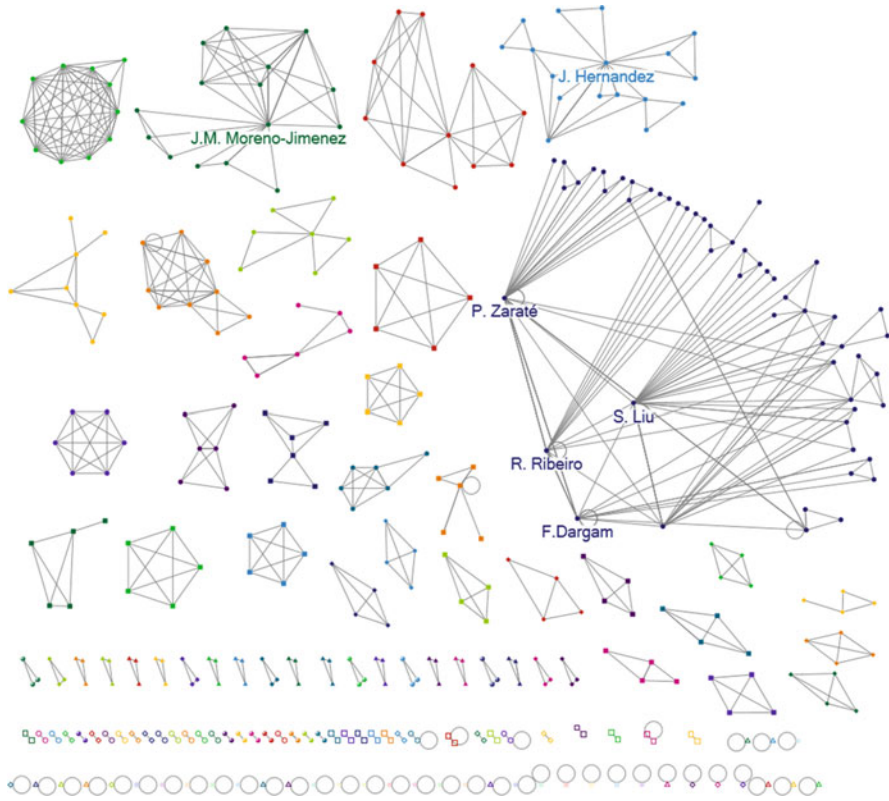 J. Hernandez
J.M. Moreno-Jimenez
P. Zaraté
S. Liu
R. Ribeiro
F.Dargam